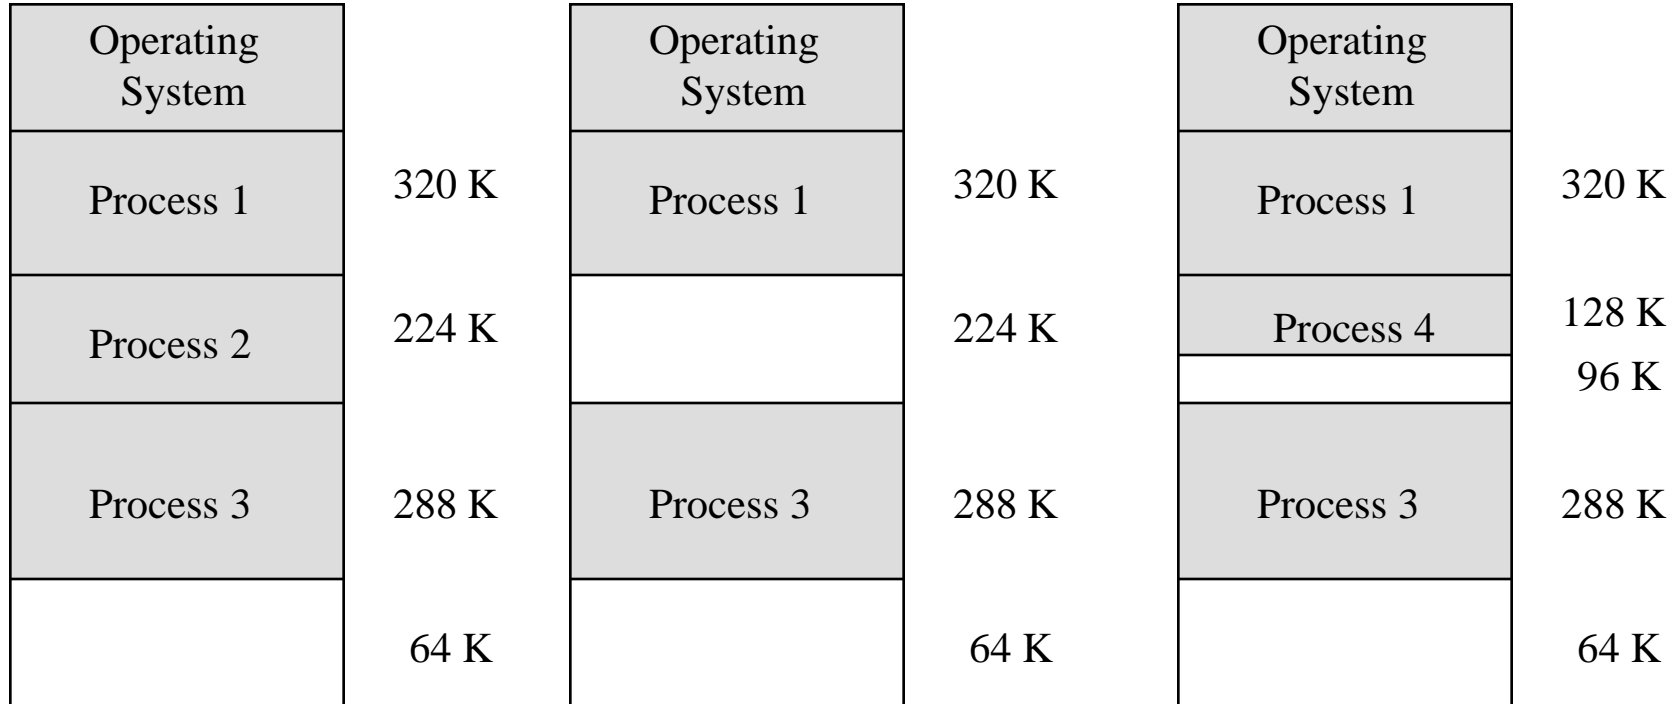 Operating
System
Process 1
320 K
Process 2
224 K
Process 3
288 K
64 K
Operating
System
Process 1
320 K
224 K
Process 3
288 K
64 K
Operating
System
Process 1
320 K
Process 4
128 K
96 K
Process 3
288 K
64 K